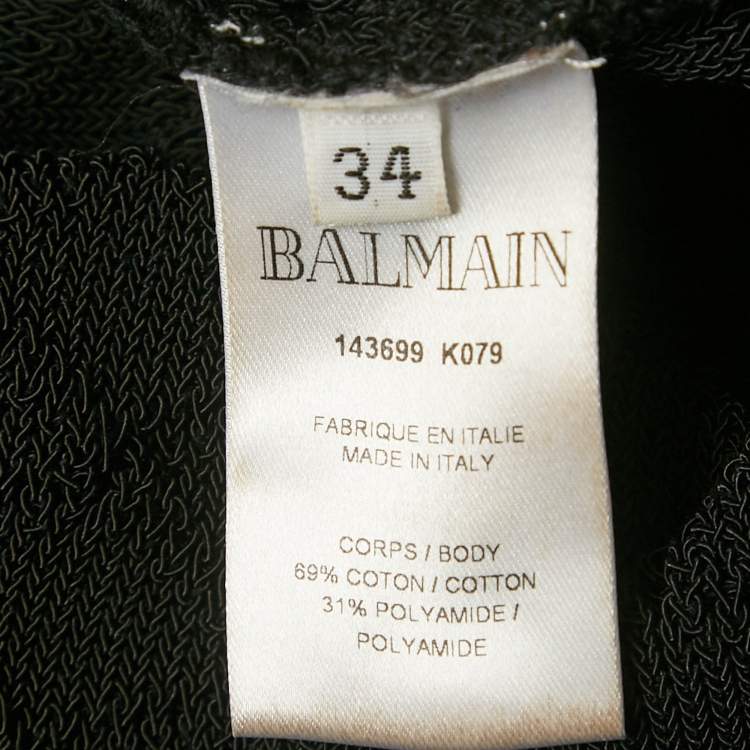 34
BALMAIN
143699 K079
FABRIQUE EN ITALIE
MADE IN ITALY
CORPS / BODY
69% COTON / COTTON
31% POLYAMIDE /
POLYAMIDE